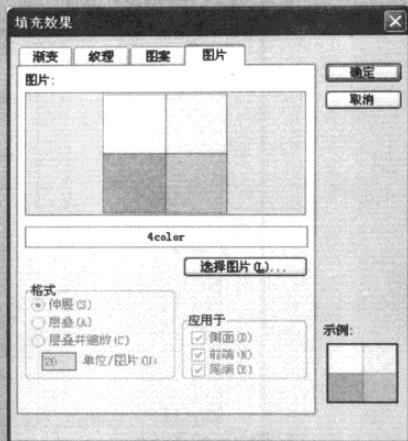 填充效果
渐变 纹理 图案 图片
图片:
确定
取消
4color
选择图片(L)...
格式
伸展(S)
层叠(A)
层叠并缩放(C)
20 单位/图片(U)
应用于
侧面(D)
前端(N)
尾端(E)
示例: